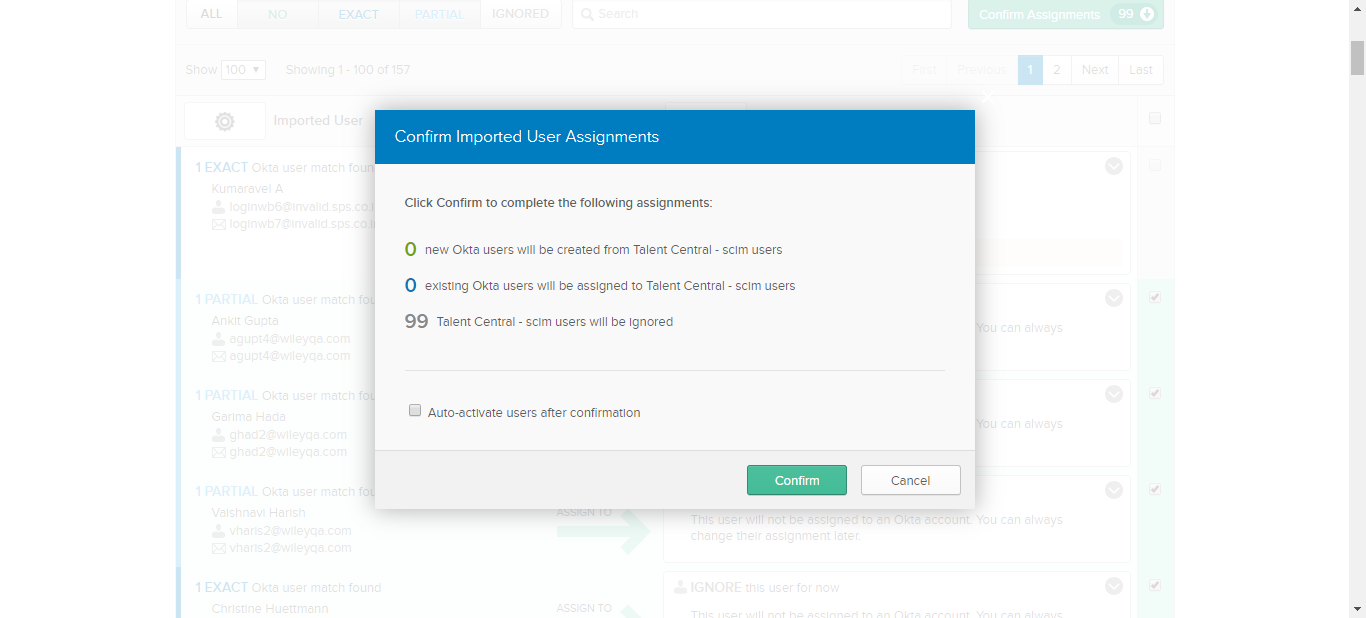 ALL NO EXACT PARTIAL IGNORED Search Confirm Assignments 99
Show 100 Showing 1 - 100 of 157 First Previous 1 2 Next Last
Imported User
Confirm Imported User Assignments
Click Confirm to complete the following assignments:
0 new Okta users will be created from Talent Central - scim users
0 existing Okta users will be assigned to Talent Central - scim users
99 Talent Central - scim users will be ignored
Auto-activate users after confirmation
Confirm Cancel
1 EXACT Okta user match foun
Kumaravel A
loginwb6@invalid.sps.co.i
loginwb7@invalid.sps.co.i
1 PARTIAL Okta user match fou
Ankit Gupta
agupt4@wileyqa.com
agupt4@wileyqa.com
You can always
1 PARTIAL Okta user match fou
Garima Hada
ghad2@wileyqa.com
ghad2@wileyqa.com
You can always
1 PARTIAL Okta user match fou
Vaishnavi Harish
vharis2@wileyqa.com
vharis2@wileyqa.com
ASSIGN TO
This user will not be assigned to an Okta account. You can always
change their assignment later.
1 EXACT Okta user match found
Christine Huettmann
ASSIGN TO
IGNORE this user for now
This user will not be assigned to an Okta account. You can always